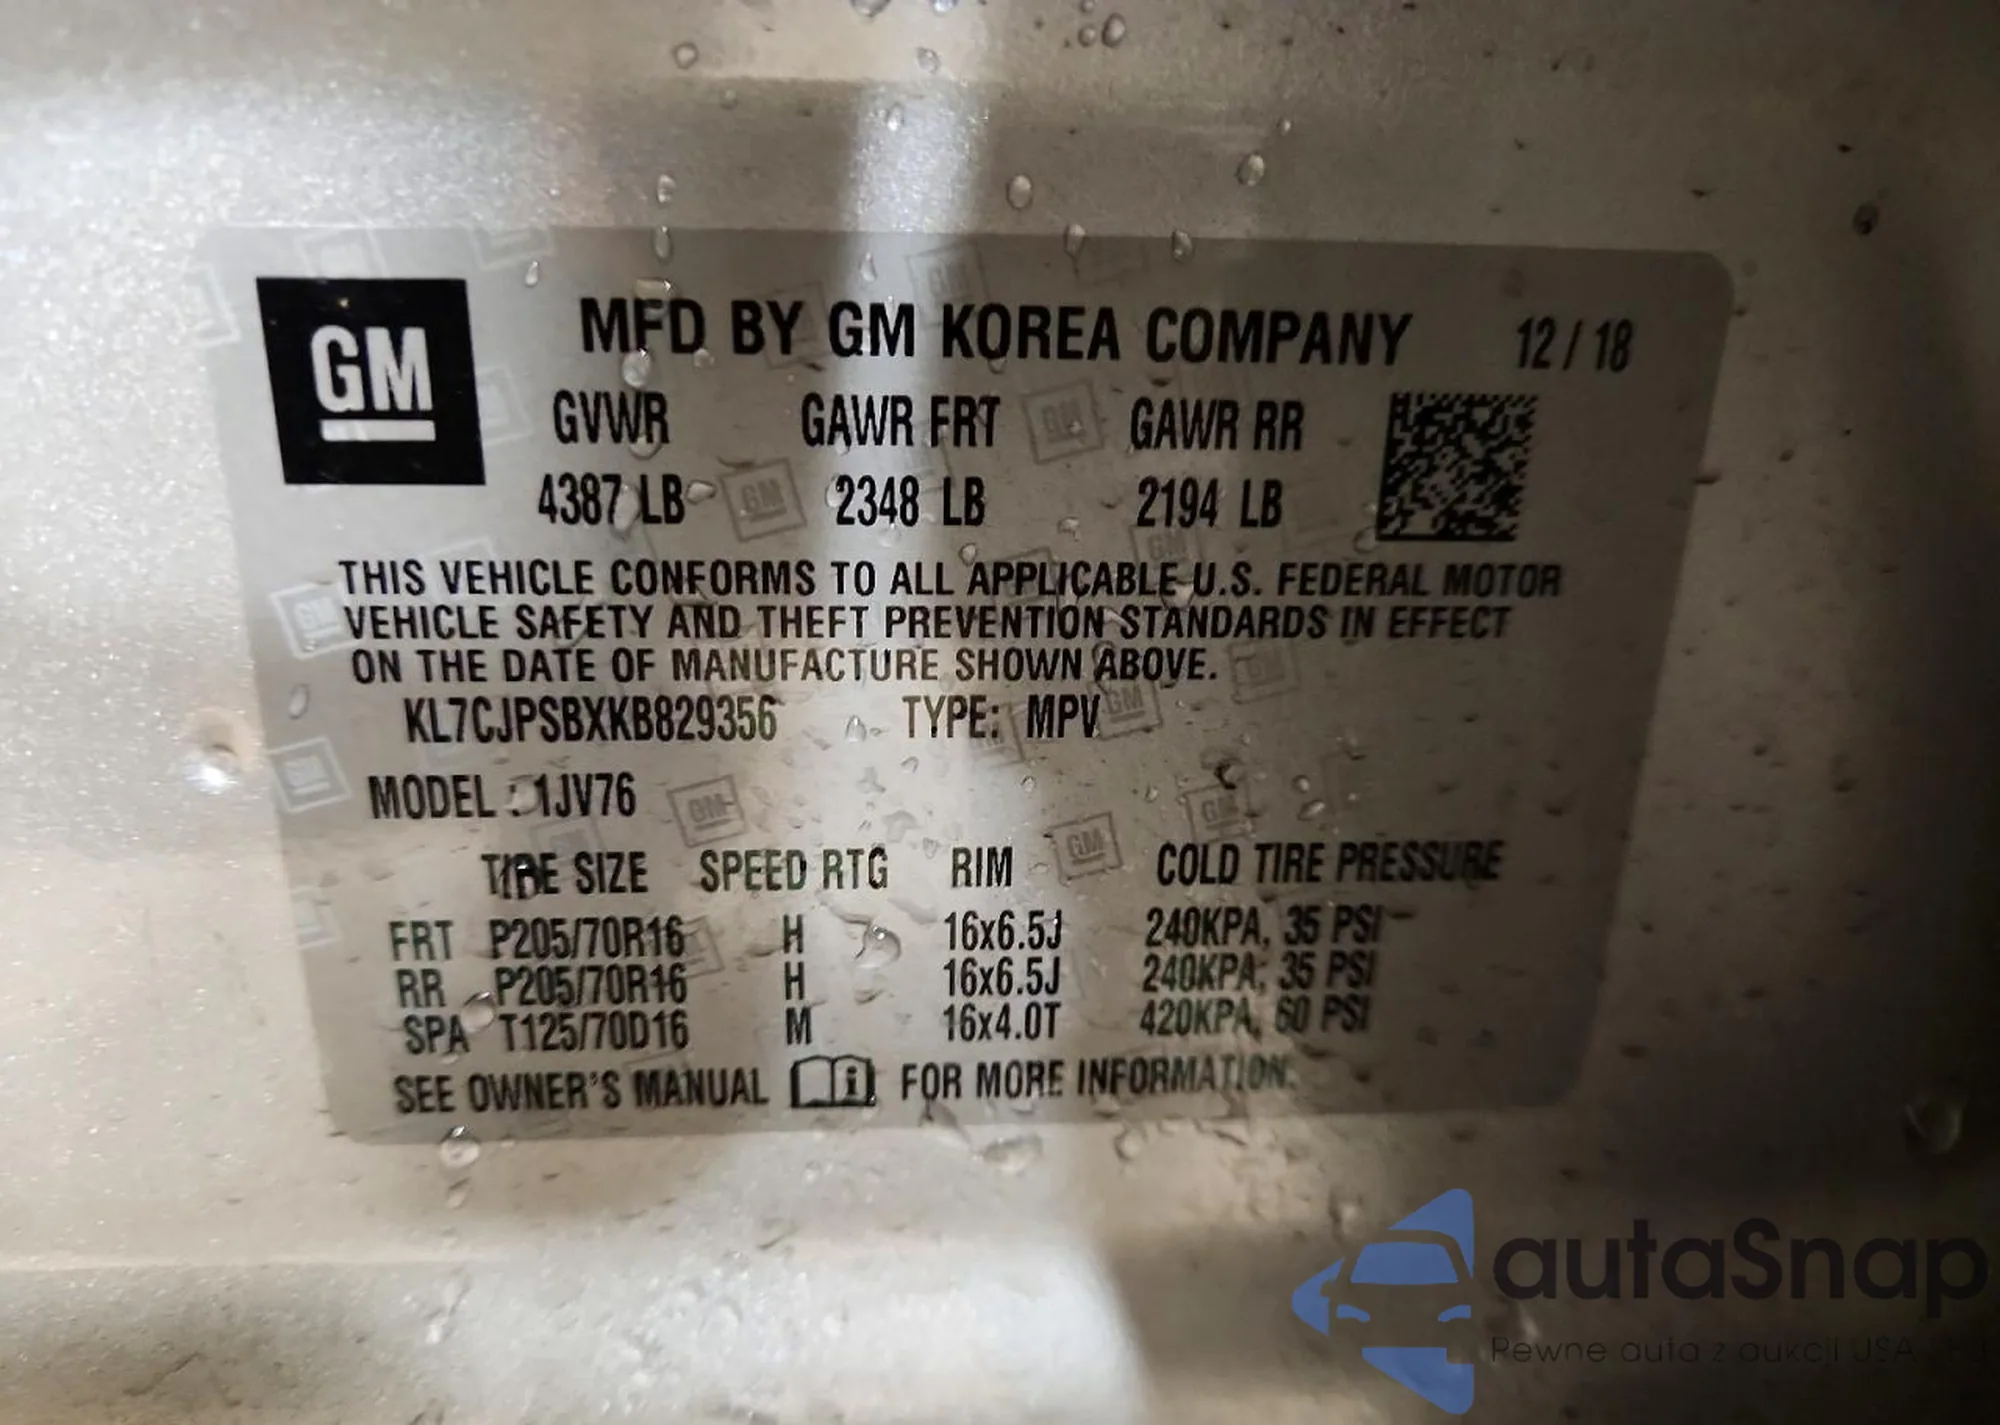 GM
MFD BY GM KOREA COMPANY 12 / 18
GVWR GAWR FRT GAWR RR
4387 LB 2348 LB 2194 LB
THIS VEHICLE CONFORMS TO ALL APPLICABLE U.S. FEDERAL MOTOR
VEHICLE SAFETY AND THEFT PREVENTION STANDARDS IN EFFECT
ON THE DATE OF MANUFACTURE SHOWN ABOVE.
KL7CJPSBXKB829356 TYPE: MPV
MODEL : 1JV76
TIRE SIZE SPEED RTG RIM COLD TIRE PRESSURE
FRT P205/70R16 H 16x6.5J 240KPA, 35 PSI
RR P205/70R16 H 16x6.5J 240KPA, 35 PSI
SPA T125/70D16 M 16x4.0T 420KPA, 60 PSI
SEE OWNER'S MANUAL FOR MORE INFORMATION.
autaSnap
Pewne auta z aukcji USA